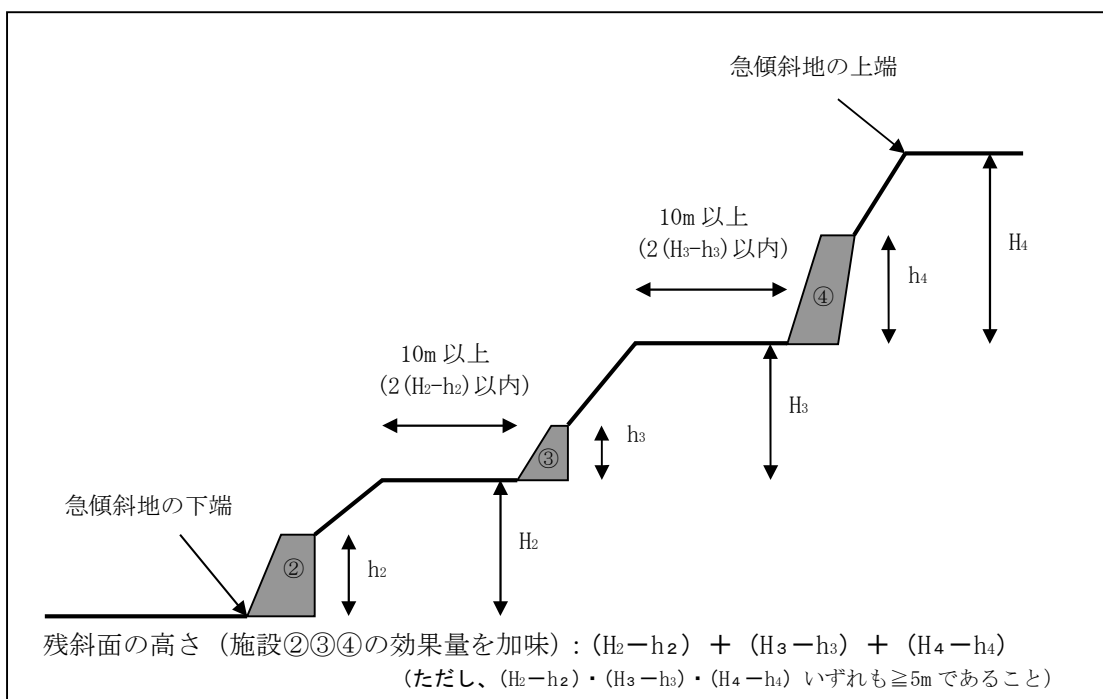 急傾斜地の上端
10m 以上
(2(H₃-h₃)以内)
H₄
h₄
④
10m 以上
(2(H₂-h₂)以内)
H₃
h₃
③
急傾斜地の下端
H₂
h₂
②
残斜面の高さ（施設②③④の効果量を加味）：(H₂－h₂) ＋ (H₃－h₃) ＋ (H₄－h₄)
（ただし、(H₂－h₂)・(H₃－h₃)・(H₄－h₄) いずれも≧5m であること）